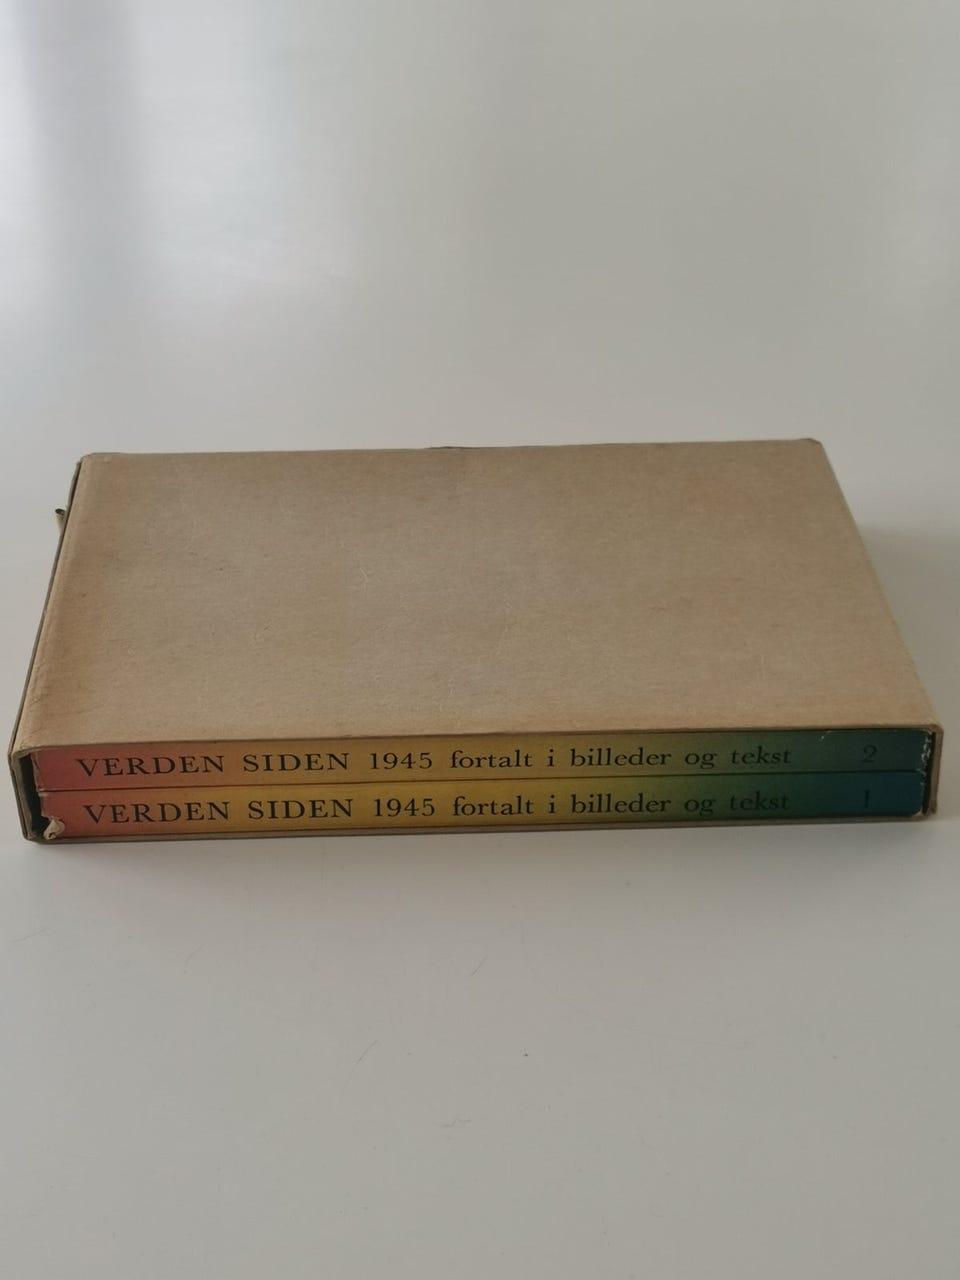 VERDEN SIDEN 1945 fortalt i billeder og tekst 2
VERDEN SIDEN 1945 fortalt i billeder og tekst 1